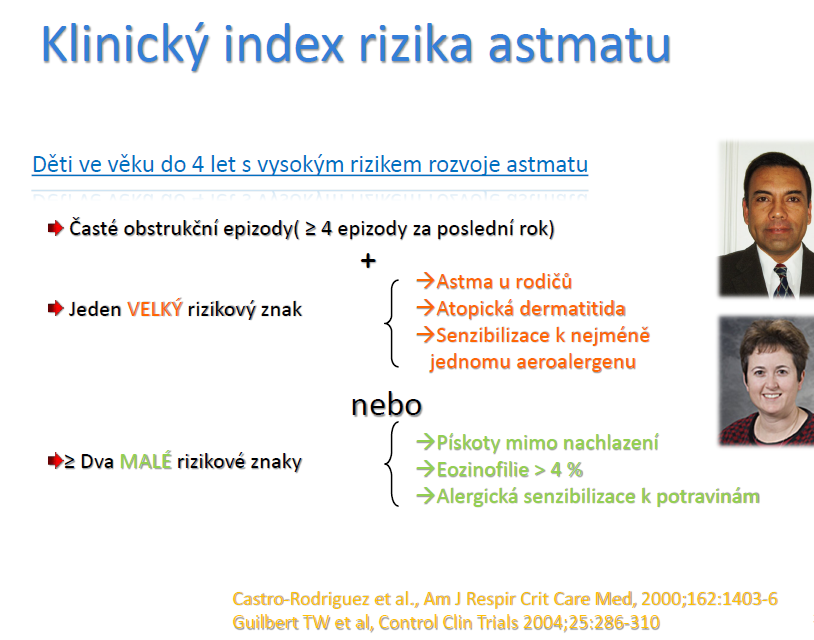 Klinický index rizika astmatu
Děti ve věku do 4 let s vysokým rizikem rozvoje astmatu
Časté obstrukční epizody( ≥ 4 epizody za poslední rok)
+
Jeden VELKÝ rizikový znak
→Astma u rodičů
→Atopická dermatitida
→Senzibilizace k nejméně
jednomu aeroalergenu
nebo
≥ Dva MALÉ rizikové znaky
→Pískoty mimo nachlazení
→Eozinofilie > 4 %
→Alergická senzibilizace k potravinám
Castro-Rodriguez et al., Am J Respir Crit Care Med, 2000;162:1403-6
Guilbert TW et al, Control Clin Trials 2004;25:286-310